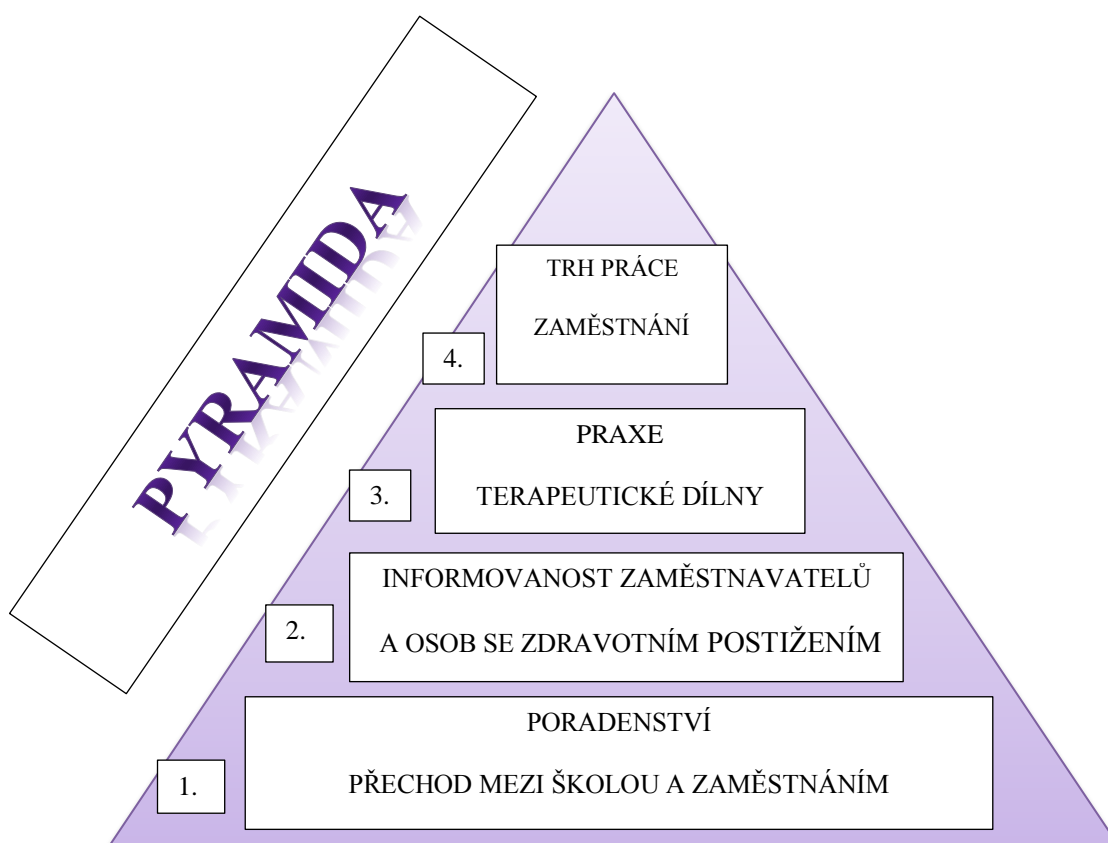 PYRAMIDA
TRH PRÁCE
ZAMĚSTNÁNÍ
4.
PRAXE
TERAPEUTICKÉ DÍLNY
3.
INFORMOVANOST ZAMĚSTNAVATELŮ
A OSOB SE ZDRAVOTNÍM POSTIŽENÍM
2.
PORADENSTVÍ
PŘECHOD MEZI ŠKOLOU A ZAMĚSTNÁNÍM
1.